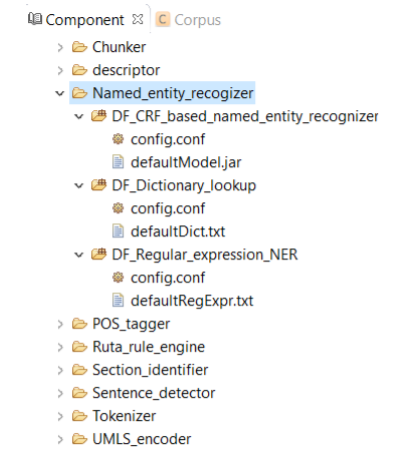 Component C Corpus
Chunker
descriptor
Named_entity_recogizer
DF_CRF_based_named_entity_recognizer
config.conf
defaultModel.jar
DF_Dictionary_lookup
config.conf
defaultDict.txt
DF_Regular_expression_NER
config.conf
defaultRegExpr.txt
POS_tagger
Ruta_rule_engine
Section_identifier
Sentence_detector
Tokenizer
UMLS_encoder